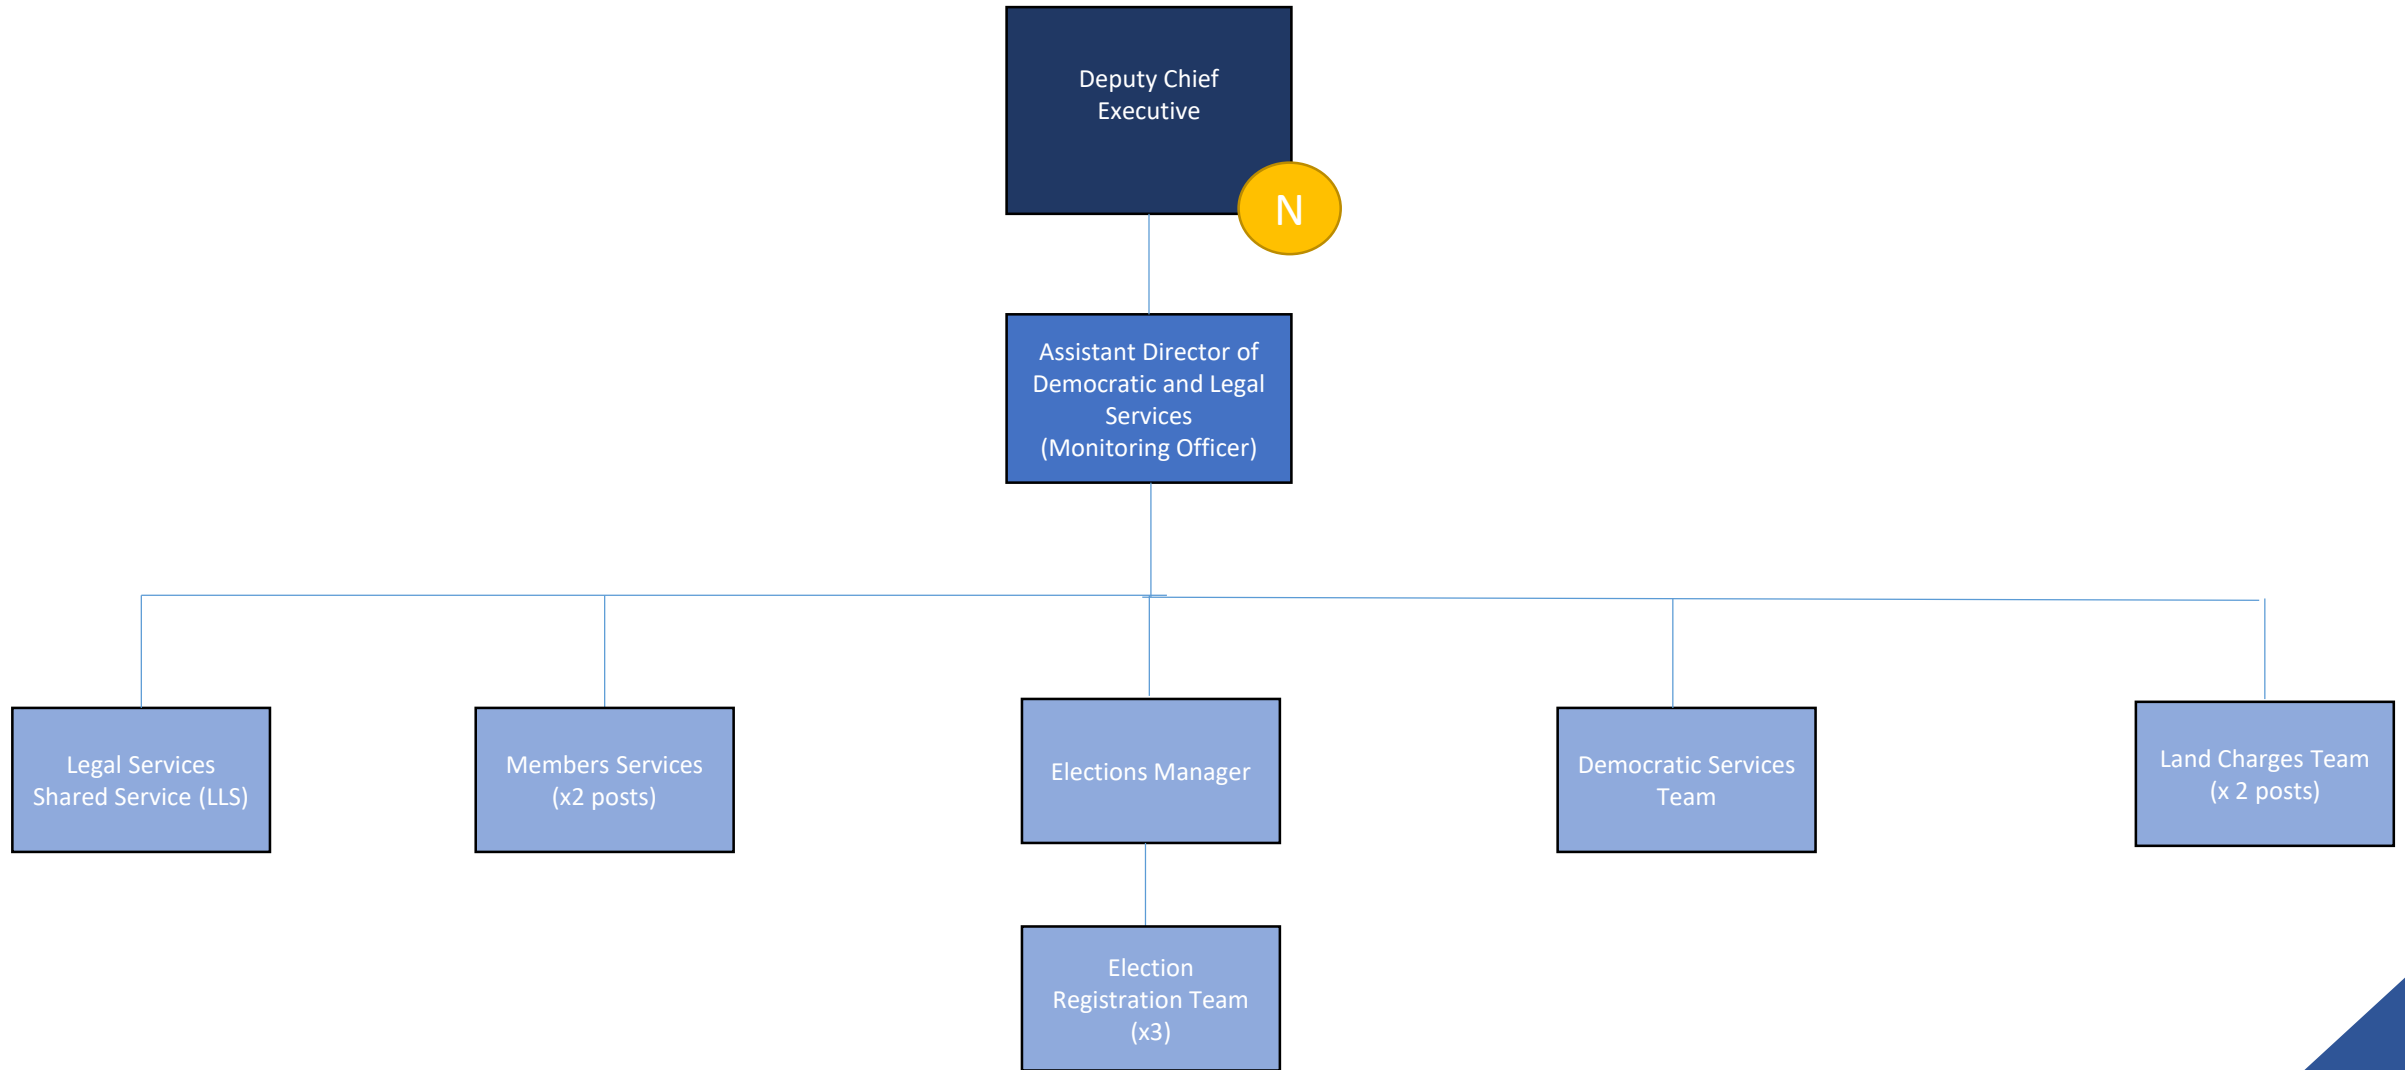 Deputy Chief
Executive
N
Assistant Director of
Democratic and Legal
Services
(Monitoring Officer)
Legal Services
Shared Service (LLS)
Members Services
(x2 posts)
Elections Manager
Democratic Services
Team
Land Charges Team
(x 2 posts)
Election
Registration Team
(x3)